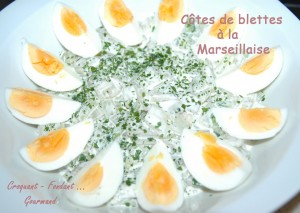 Côtes de blettes
à la
Marseillaise
Croquant - Fondant ...
Gourmand